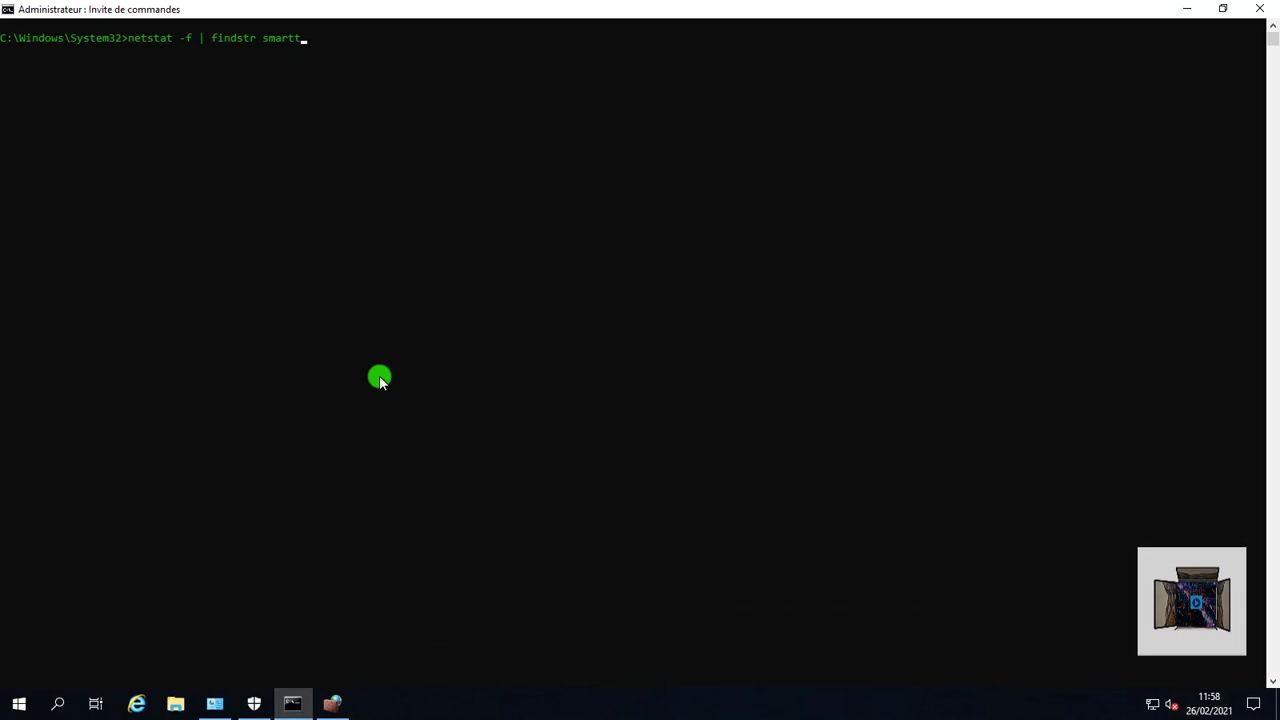 Administrateur : Invite de commandes
C:\Windows\System32>netstat -f | findstr smartt
11:58
26/02/2021